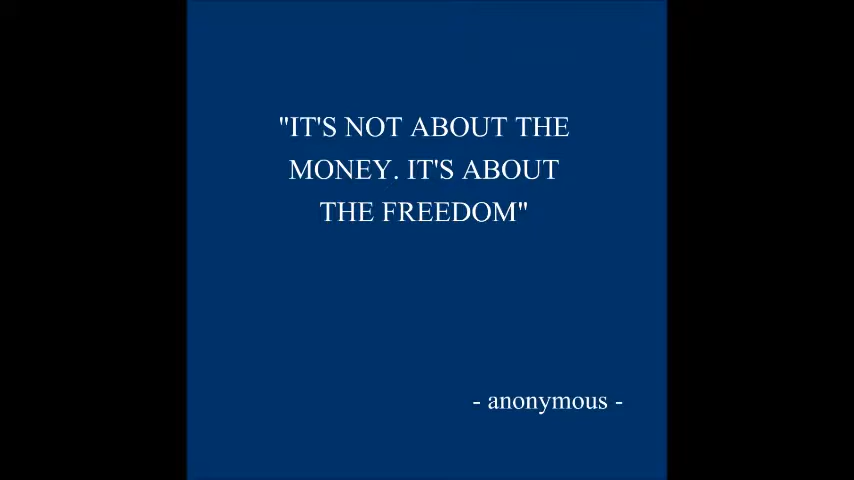 "IT'S NOT ABOUT THE
MONEY. IT'S ABOUT
THE FREEDOM"
- anonymous -